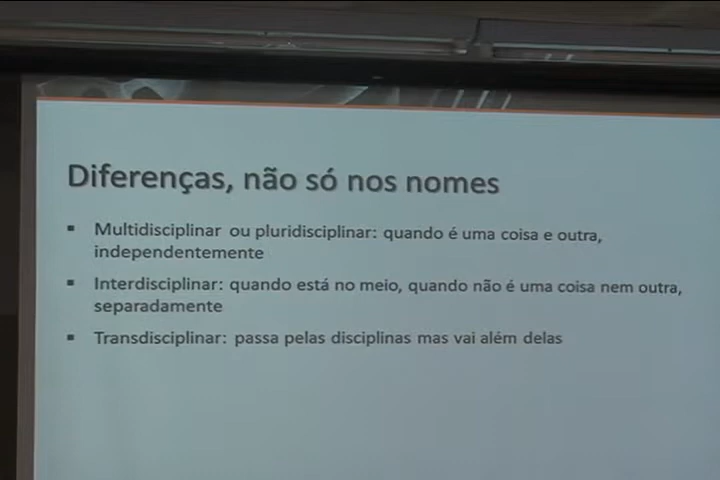 Diferenças, não só nos nomes
▪ Multidisciplinar ou pluridisciplinar: quando é uma coisa e outra,
independentemente
▪ Interdisciplinar: quando está no meio, quando não é uma coisa nem outra,
separadamente
▪ Transdisciplinar: passa pelas disciplinas mas vai além delas